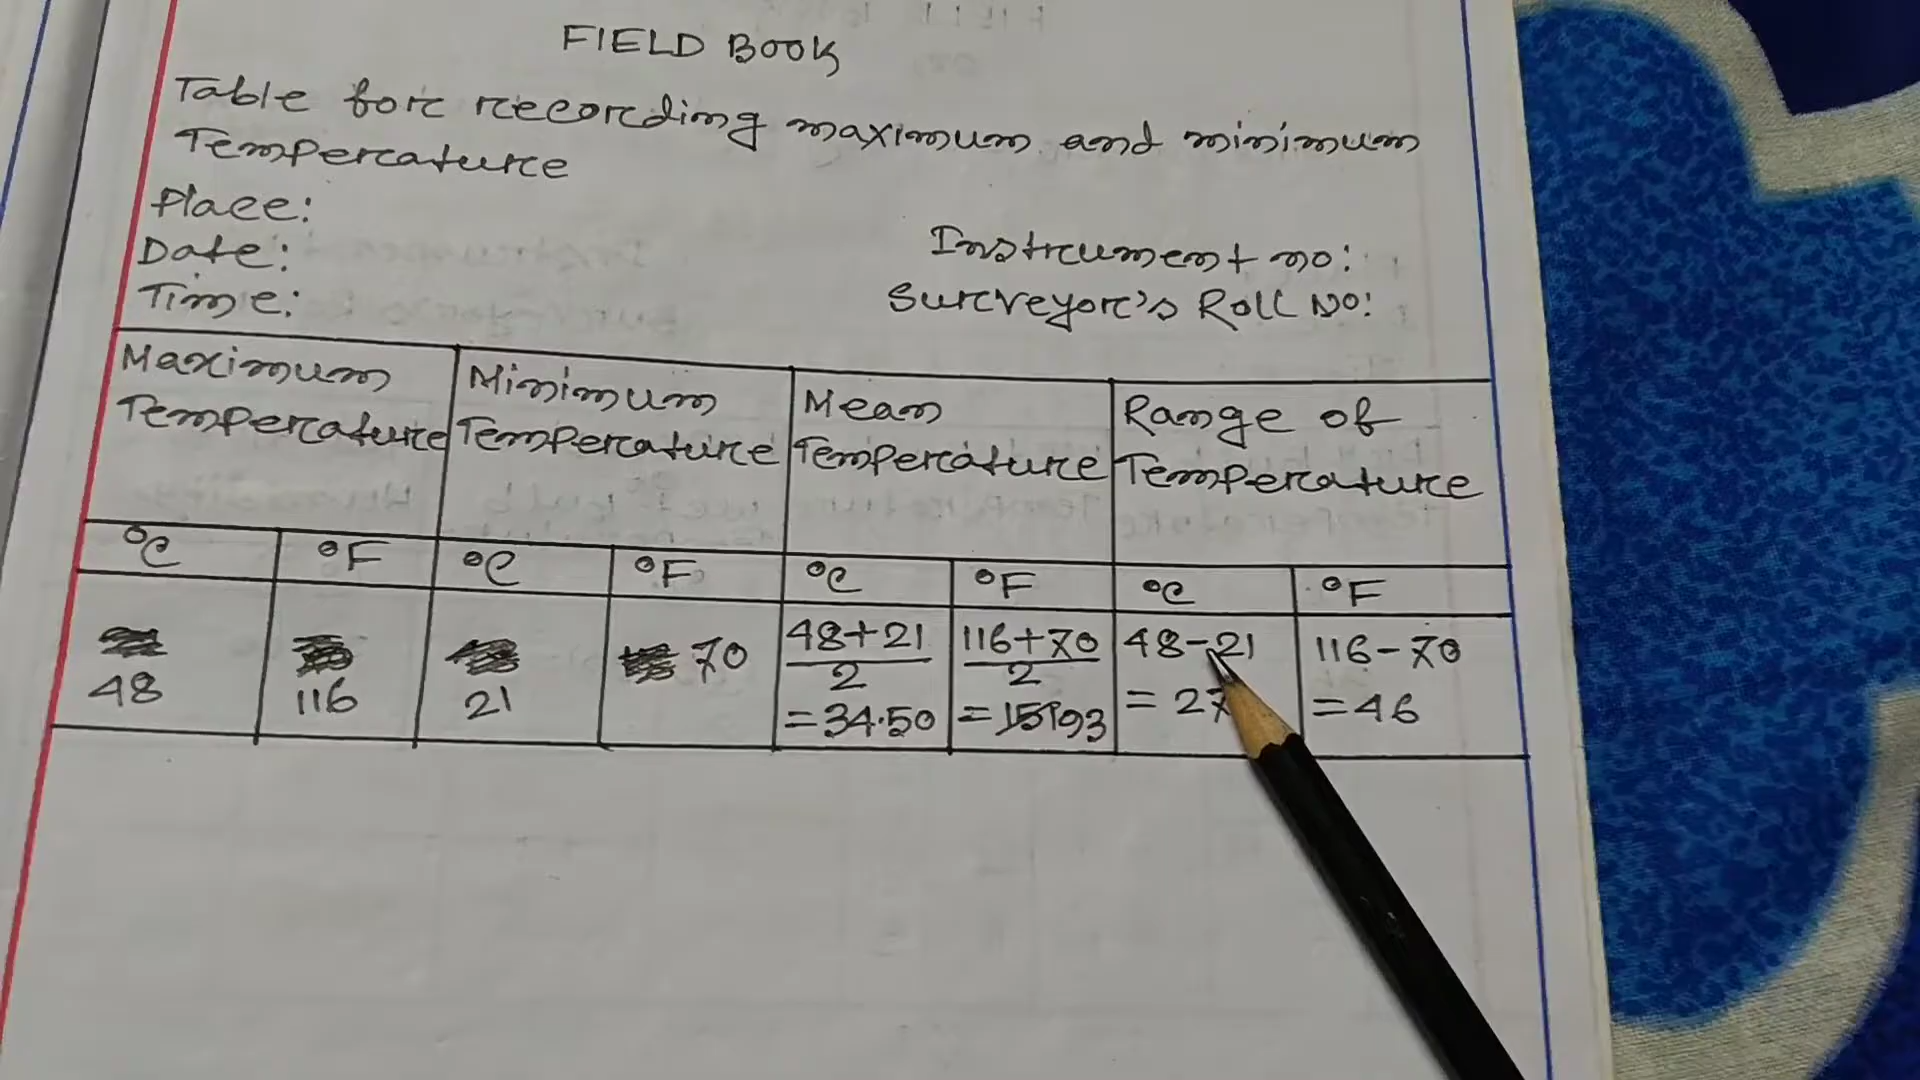 FIELD BOOK
Table for recording maximum and minimum
Temperature
Place:
Date:
Time:
Instrument no:
Surveyor's Roll No:
Maximum Temperature
Minimum Temperature
Mean Temperature
Range of Temperature
°C °F °C °F °C °F °C °F
48 116 21 70
48+21
2
=34.50
116+70
2
=93
48-21
=27
116-70
=46